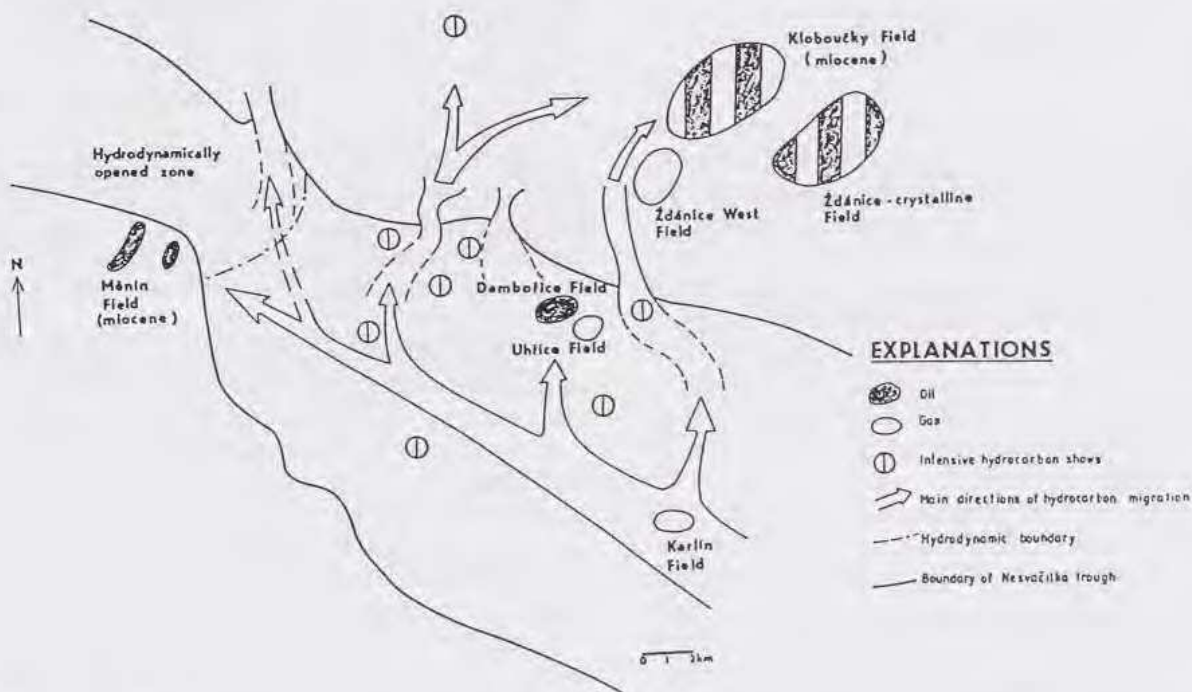 Kloboučky Field
(miocene)
Hydrodynamically
opened zone
Ždánice West
Field
Ždánice - crystalline
Field
N
Měnín
Field
(miocene)
Dambořice Field
Uhřice Field
EXPLANATIONS
Oil
Gas
Intensive hydrocarbon shows
Main directions of hydrocarbon migration
Hydrodynamic boundary
Boundary of Nesvačilka trough
Karlín
Field
0 1 2km